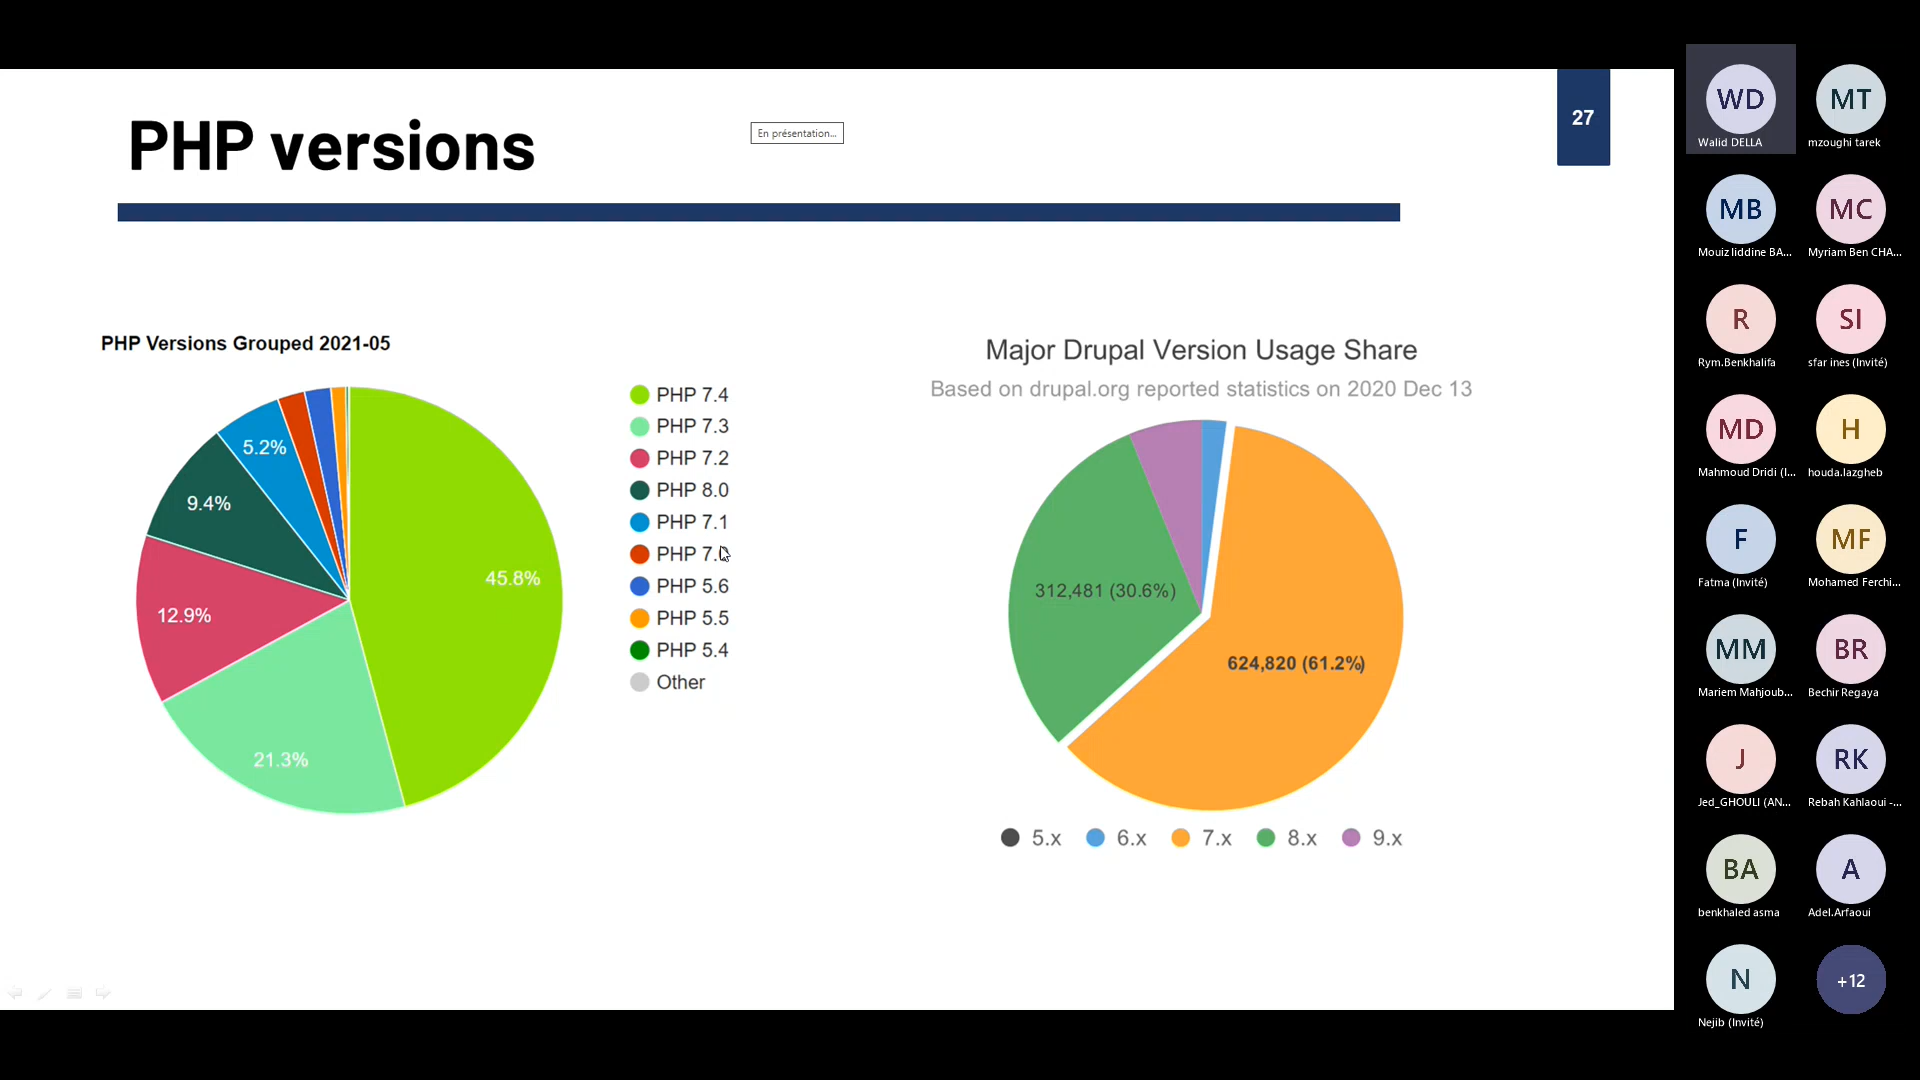 PHP versions
En présentation...
27
PHP Versions Grouped 2021-05
45.8%
21.3%
12.9%
9.4%
5.2%
PHP 7.4
PHP 7.3
PHP 7.2
PHP 8.0
PHP 7.1
PHP 7.
PHP 5.6
PHP 5.5
PHP 5.4
Other
Major Drupal Version Usage Share
Based on drupal.org reported statistics on 2020 Dec 13
312,481 (30.6%)
624,820 (61.2%)
5.x 6.x 7.x 8.x 9.x
WD
Walid DELLA
MT
mzoughi tarek
MB
Mouiz liddine BA...
MC
Myriam Ben CHA...
R
Rym.Benkhalifa
SI
sfar ines (Invité)
MD
Mahmoud Dridi (I...
H
houda.lazgheb
F
Fatma (Invité)
MF
Mohamed Ferchi...
MM
Mariem Mahjoub...
BR
Bechir Regaya
J
Jed_GHOULI (AN...
RK
Rebah Kahlaoui -...
BA
benkhaled asma
A
Adel.Arfaoui
N
Nejib (Invité)
+12